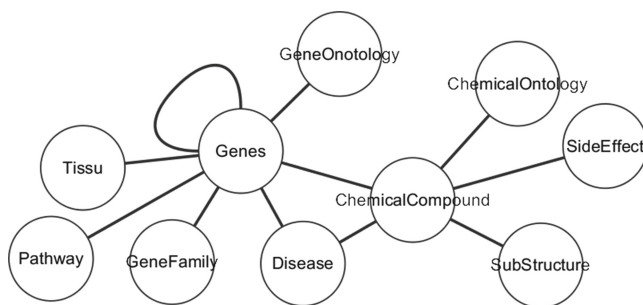 GeneOnotology
ChemicalOntology
SideEffect
Genes
Tissu
ChemicalCompound
Pathway
GeneFamily
Disease
SubStructure